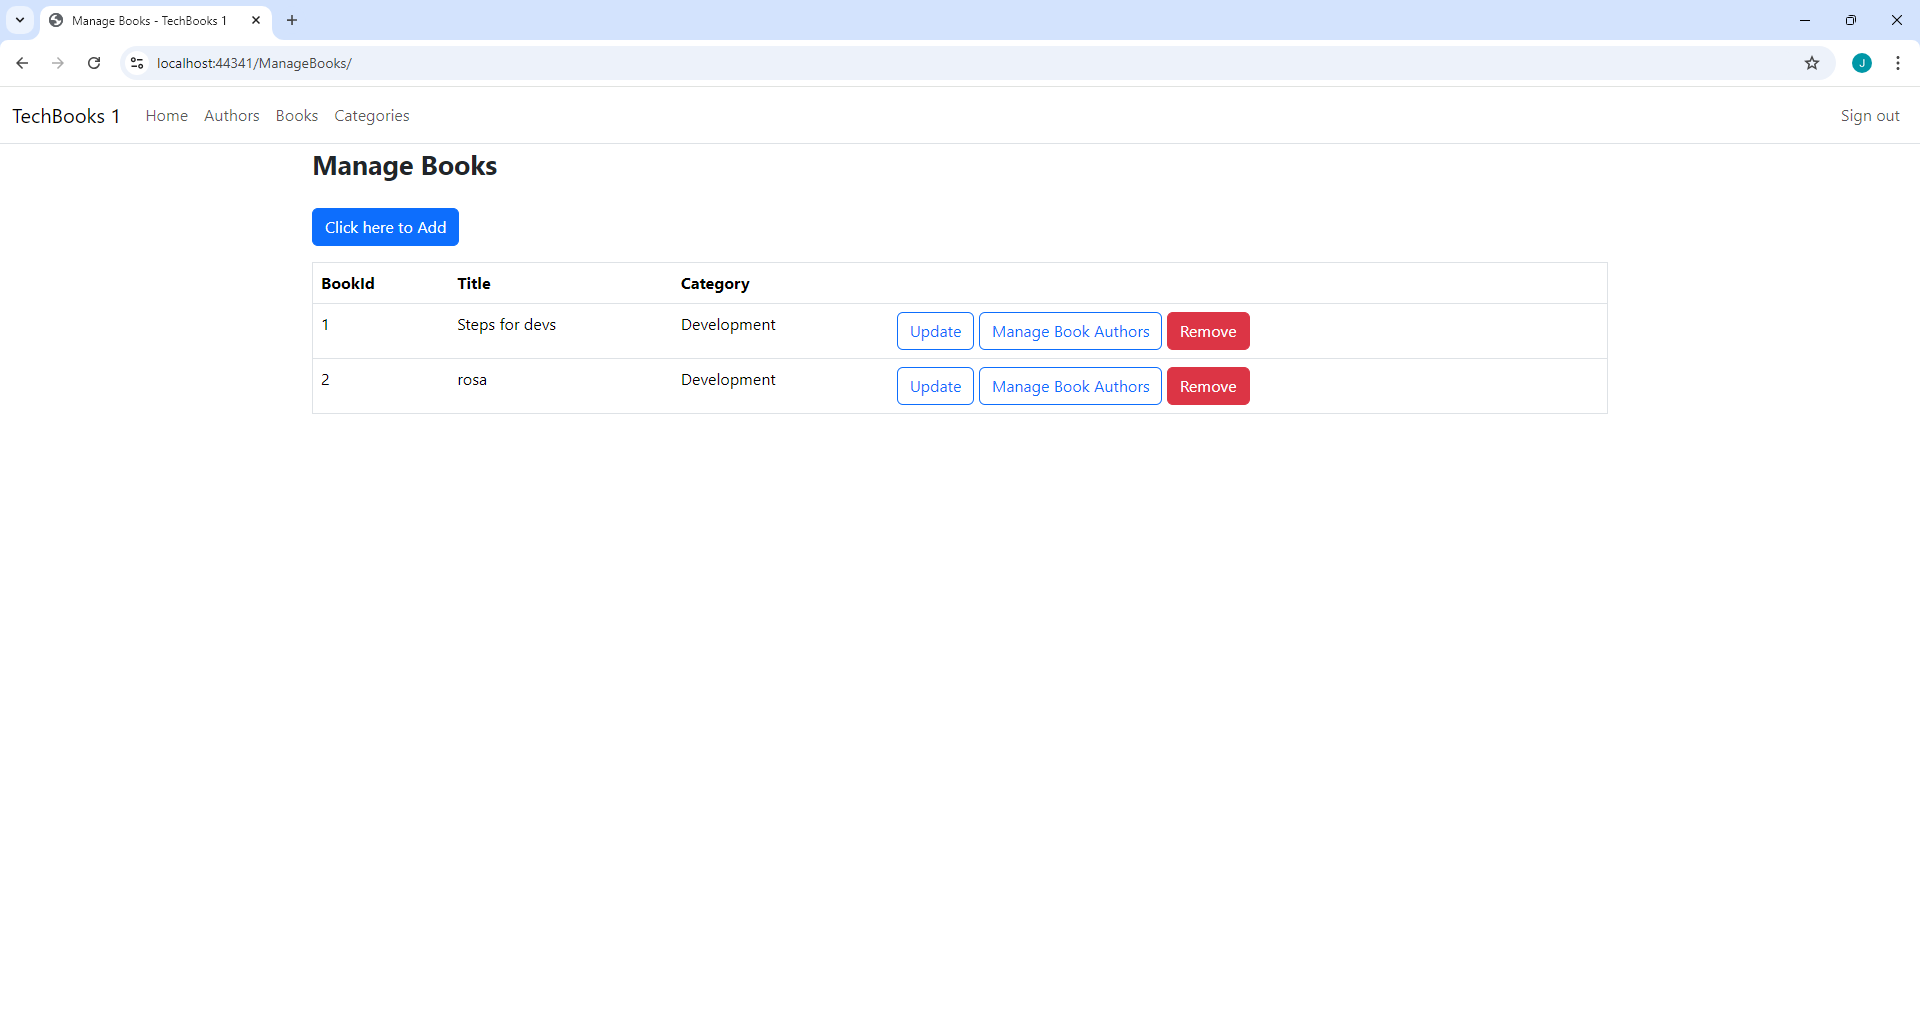 Manage Books - TechBooks 1
localhost:44341/ManageBooks/
J
TechBooks 1 Home Authors Books Categories Sign out
Manage Books
Click here to Add
BookId Title Category
1 Steps for devs Development Update Manage Book Authors Remove
2 rosa Development Update Manage Book Authors Remove